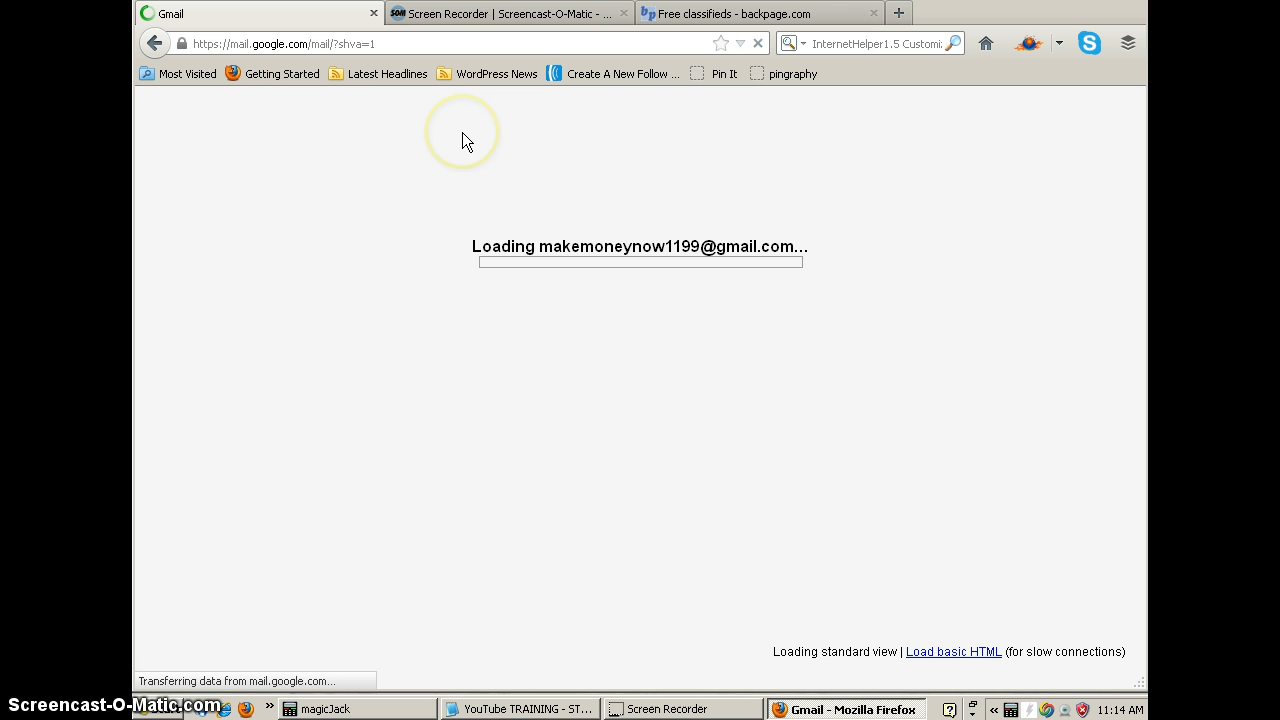 Gmail
SOM Screen Recorder | Screencast-O-Matic - ...
bp Free classifieds - backpage.com
https://mail.google.com/mail/?shva=1
InternetHelper1.5 Customi
Most Visited
Getting Started
Latest Headlines
WordPress News
Create A New Follow ...
Pin It
pingraphy
Loading makemoneynow1199@gmail.com...
Loading standard view | Load basic HTML (for slow connections)
Transferring data from mail.google.com...
Screencast-O-Matic.com
magicJack
YouTube TRAINING - ST...
Screen Recorder
Gmail - Mozilla Firefox
11:14 AM